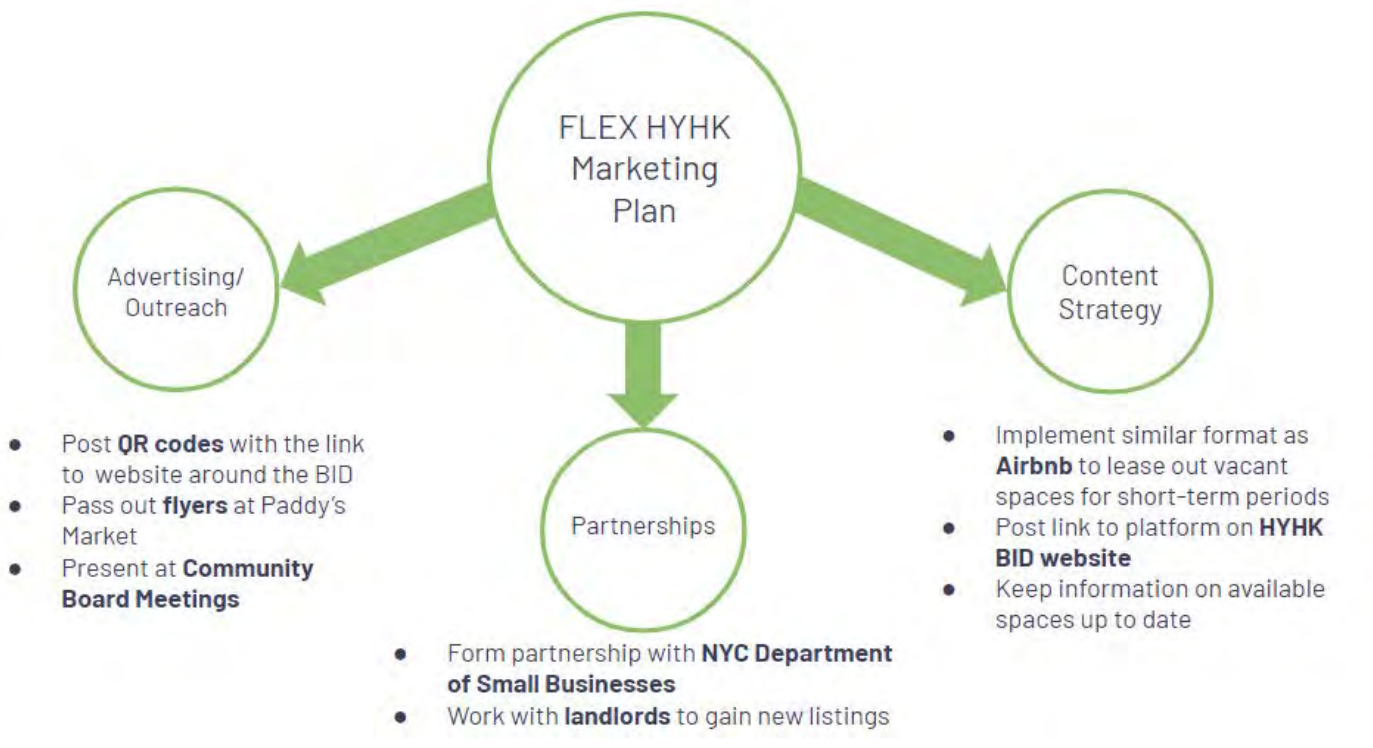 FLEX HYHK
Marketing
Plan
Advertising/
Outreach
● Post QR codes with the link
to website around the BID
● Pass out flyers at Paddy's
Market
● Present at Community
Board Meetings
Partnerships
● Form partnership with NYC Department
of Small Businesses
● Work with landlords to gain new listings
Content
Strategy
● Implement similar format as
Airbnb to lease out vacant
spaces for short-term periods
● Post link to platform on HYHK
BID website
● Keep information on available
spaces up to date